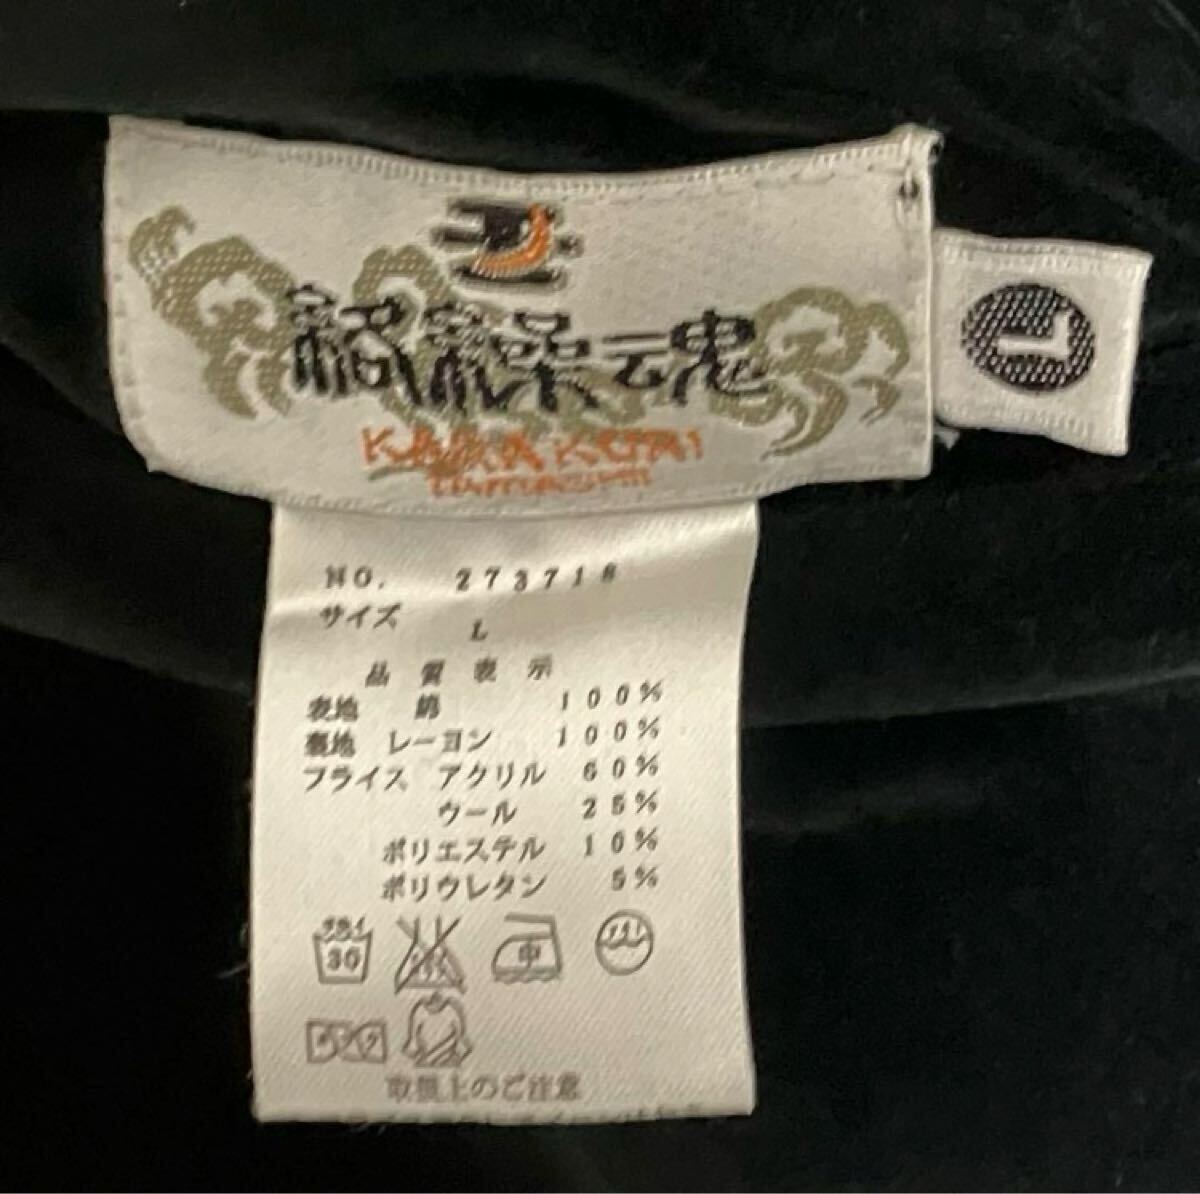 絡繰魂
KARAKURI
tamashii
L
NO. 273718
サイズ L
品質表示
表地 綿 100%
裏地 レーヨン 100%
フライス アクリル 60%
ウール 25%
ポリエステル 10%
ポリウレタン 5%
30
中
取扱上のご注意